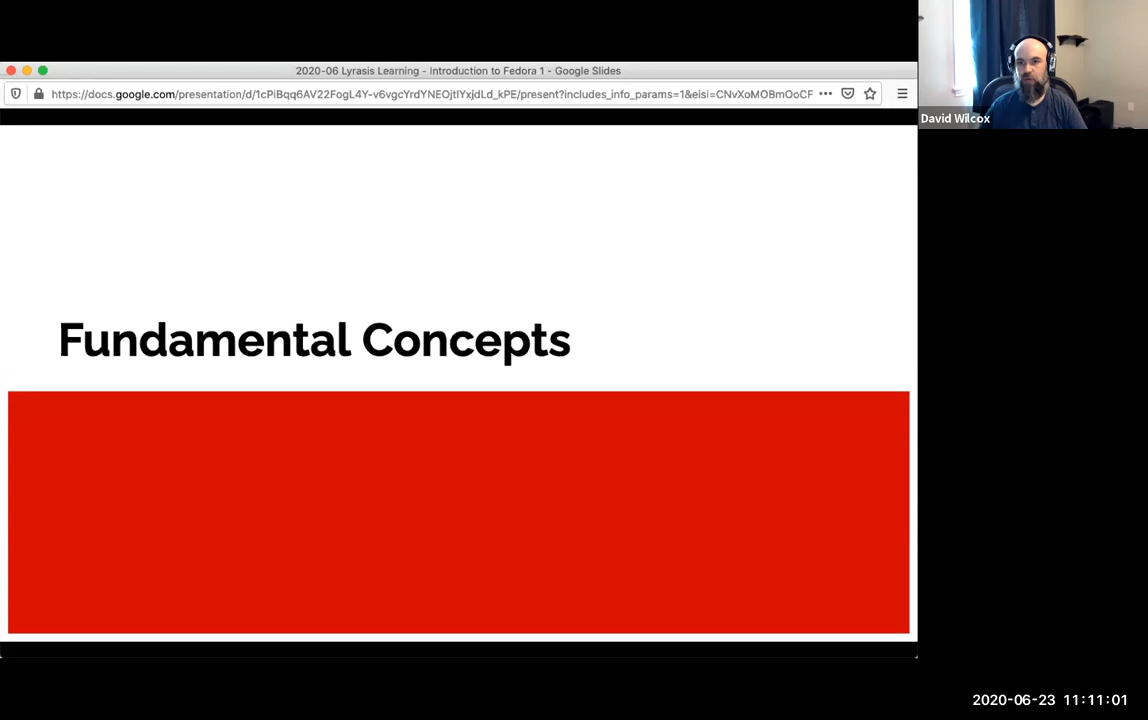 2020-06 Lyrasis Learning - Introduction to Fedora 1 - Google Slides
https://docs.google.com/presentation/d/1cPiBqq6AV22FogL4Y-v6vgcYrdYNEOjtlYxjdLd_kPE/present?includes_info_params=1&eisi=CNvXoMOBmOoCF
David Wilcox
Fundamental Concepts
2020-06-23 11:11:01